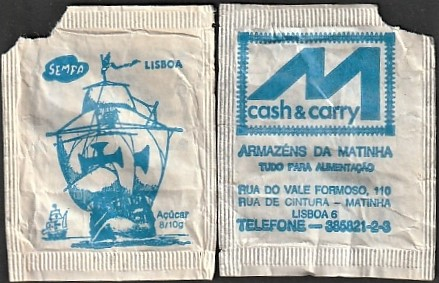 SEMPA
LISBOA
Açúcar
8/10g
M
cash & carry
ARMAZÉNS DA MATINHA
TUDO PARA ALIMENTAÇÃO
RUA DO VALE FORMOSO, 110
RUA DE CINTURA - MATINHA
LISBOA 6
TELEFONE - 385821-2-3